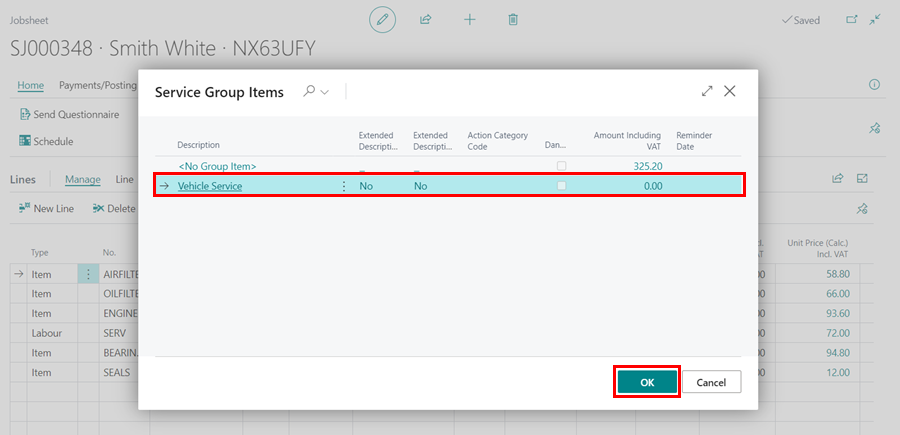 Jobsheet
Saved
SJ000348 · Smith White · NX63UFY
Home Payments/Posting
Send Questionnaire
Schedule
Lines Manage Line
New Line Delete
Type No.
Unit Price (Calc.) Incl. VAT
Item AIRFILTE 58.80
Item OILFILTE 66.00
Item ENGINE 93.60
Labour SERV 72.00
Item BEARIN. 94.80
Item SEALS 12.00
Service Group Items
Description Extended Descripti... Extended Descripti... Action Category Code Dan... Amount Including VAT Reminder Date
<No Group Item> _ _ 325.20
Vehicle Service No No 0.00
OK Cancel